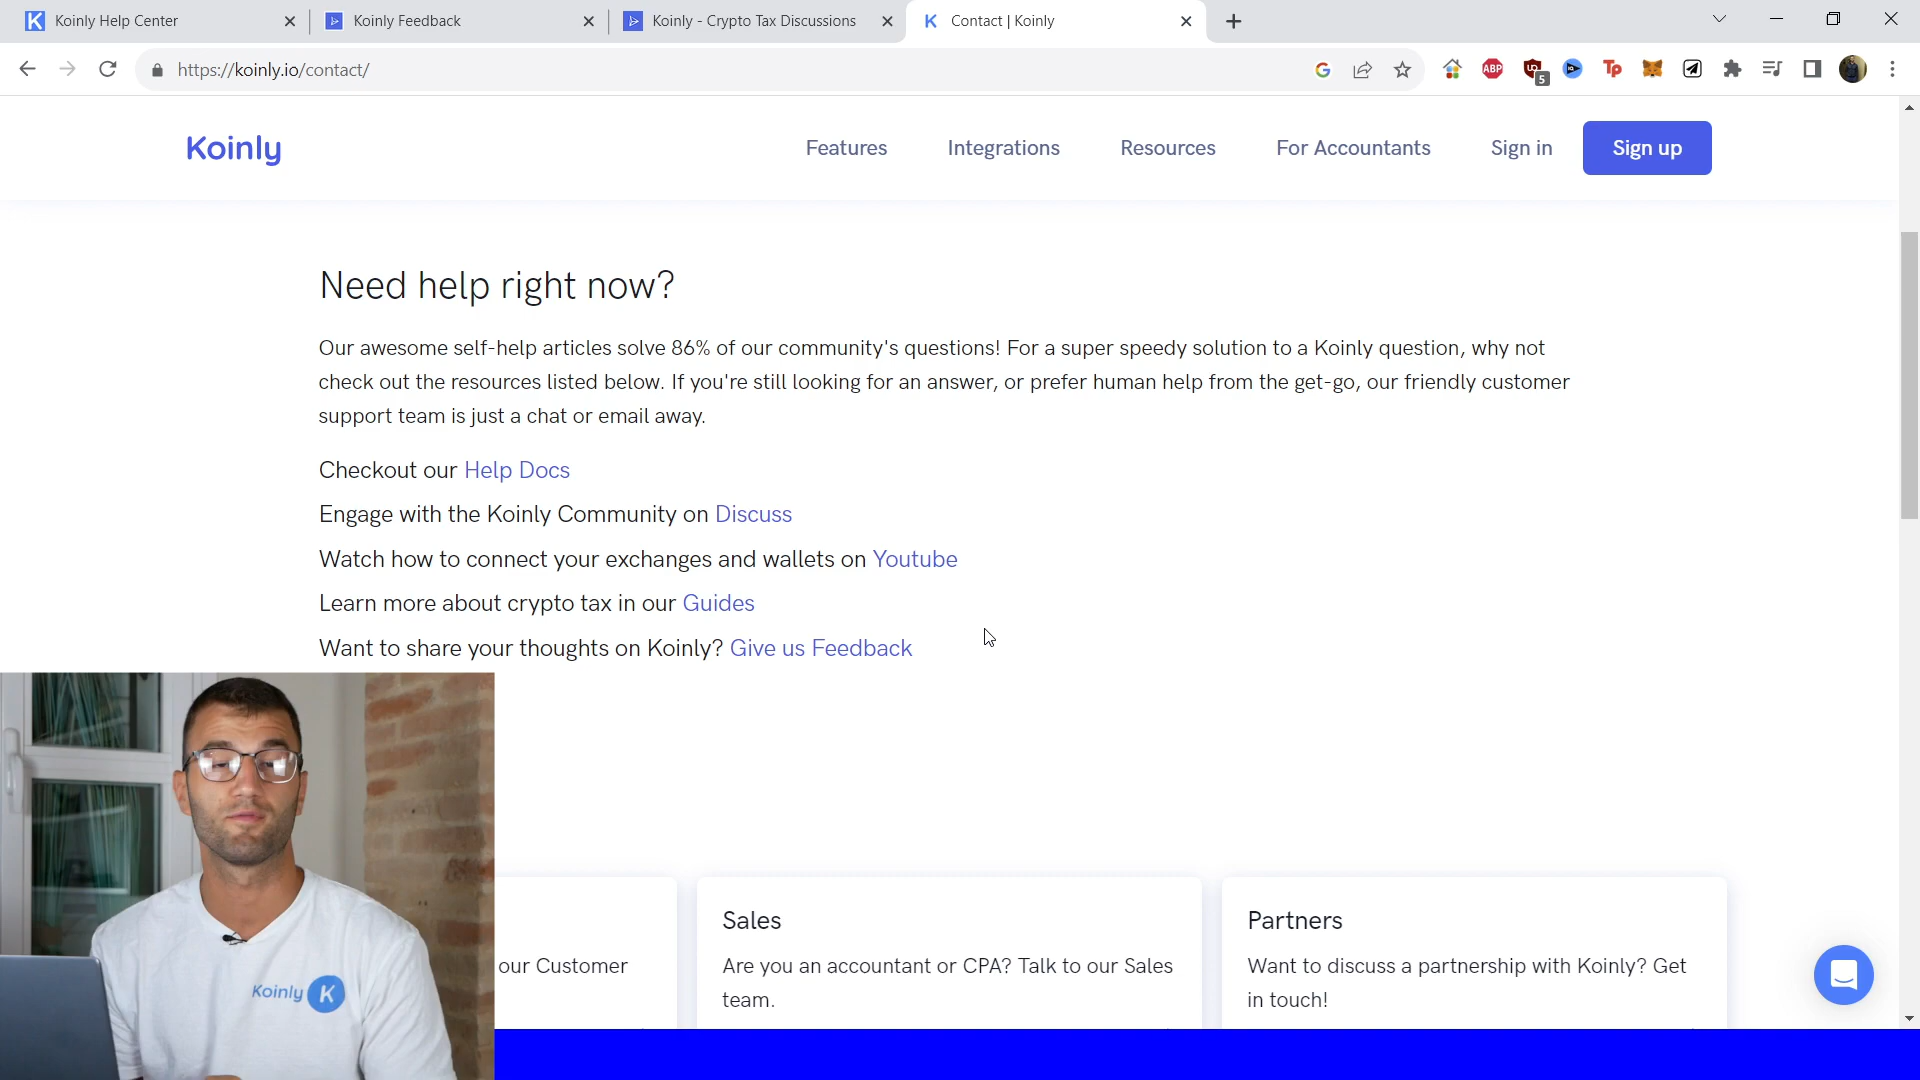 Koinly Help Center
Koinly Feedback
Koinly - Crypto Tax Discussions
Contact | Koinly
https://koinly.io/contact/
ABP
5
Tp
Koinly
Features
Integrations
Resources
For Accountants
Sign in
Sign up
Need help right now?
Our awesome self-help articles solve 86% of our community's questions! For a super speedy solution to a Koinly question, why not
check out the resources listed below. If you're still looking for an answer, or prefer human help from the get-go, our friendly customer
support team is just a chat or email away.
Checkout our Help Docs
Engage with the Koinly Community on Discuss
Watch how to connect your exchanges and wallets on Youtube
Learn more about crypto tax in our Guides
Want to share your thoughts on Koinly? Give us Feedback
our Customer
Sales
Are you an accountant or CPA? Talk to our Sales
team.
Partners
Want to discuss a partnership with Koinly? Get
in touch!
Koinly K